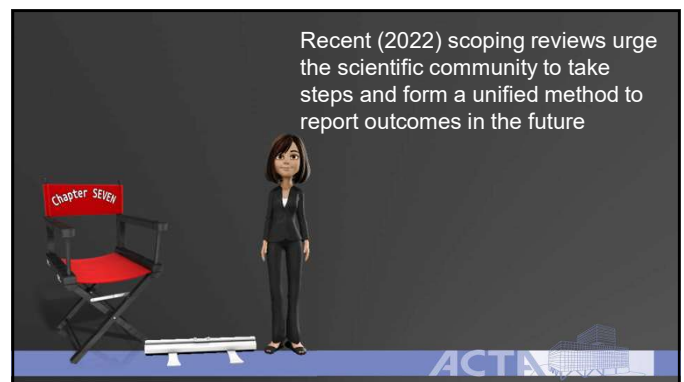 Recent (2022) scoping reviews urge
the scientific community to take
steps and form a unified method to
report outcomes in the future
Chapter SEVEN
ACTA